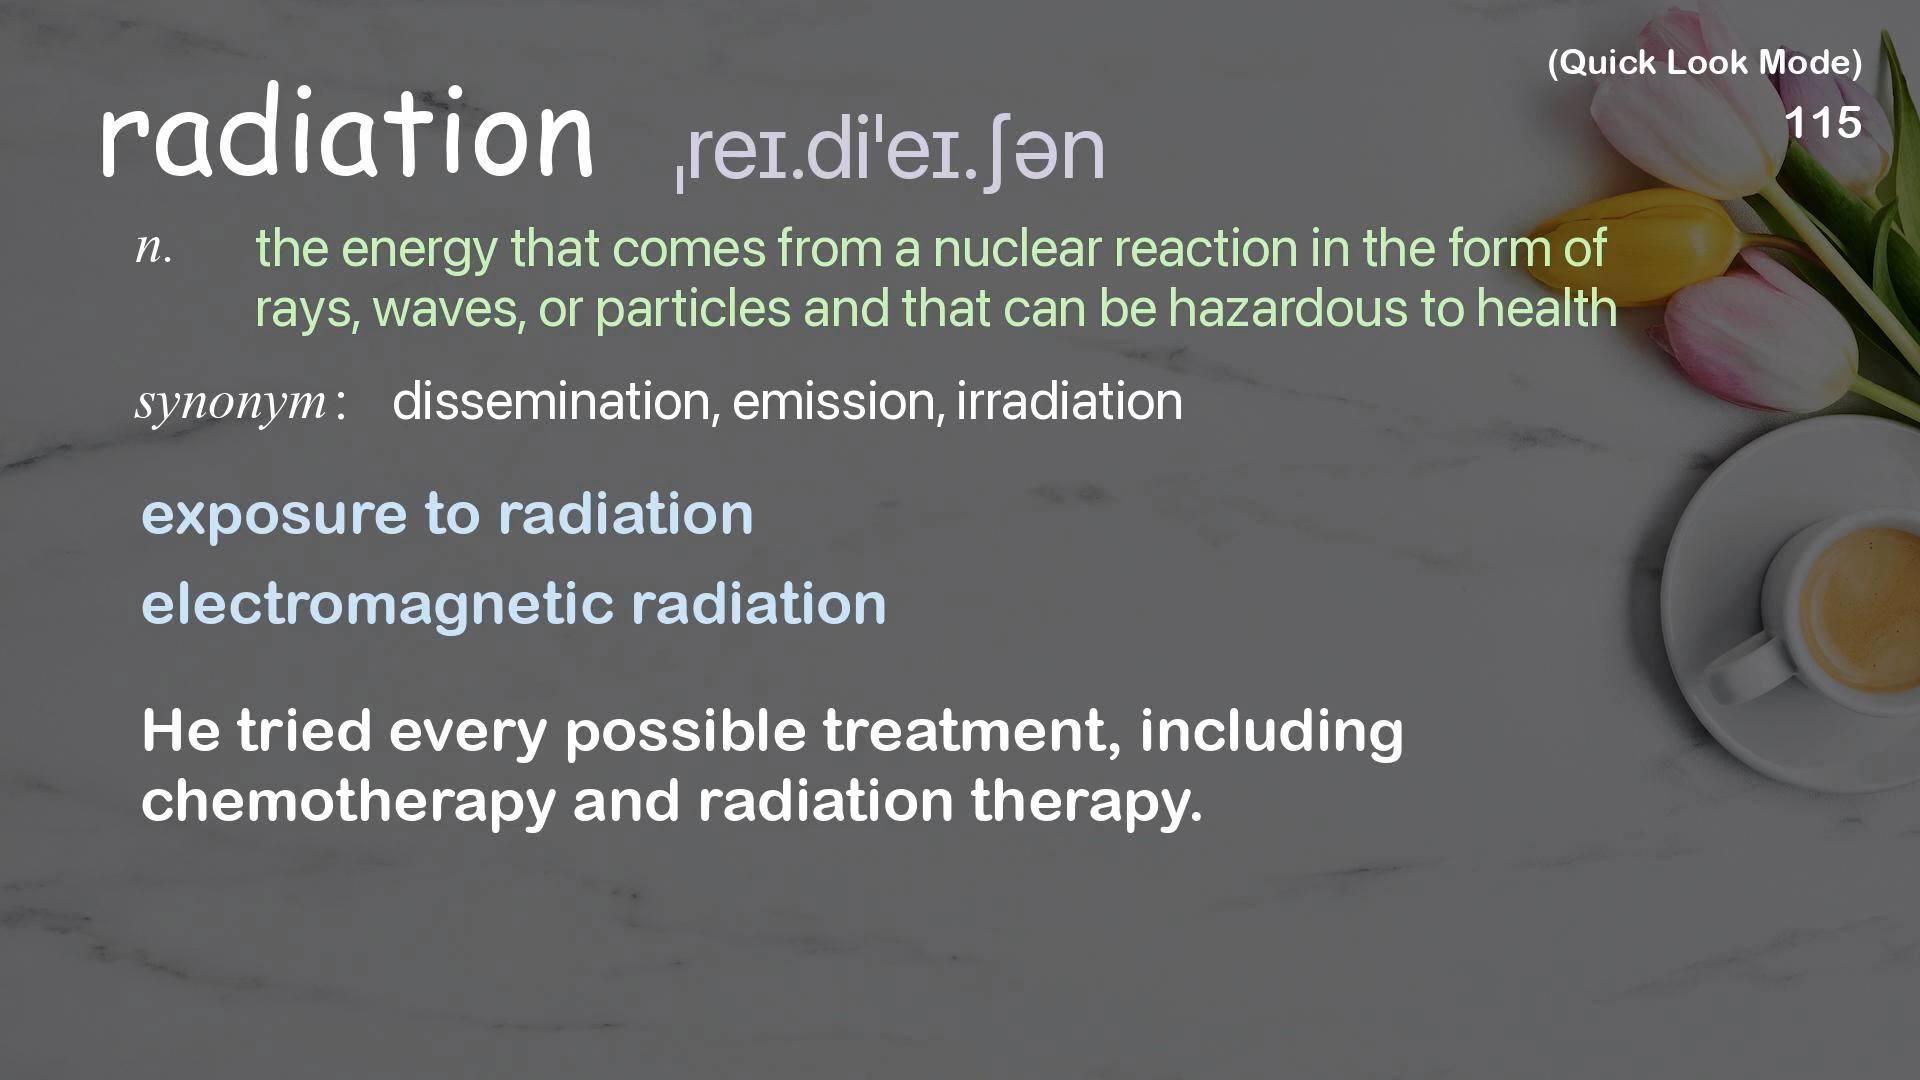 (Quick Look Mode)
115
radiation ˌreɪ.diˈeɪ.ʃən
n. the energy that comes from a nuclear reaction in the form of
rays, waves, or particles and that can be hazardous to health
synonym: dissemination, emission, irradiation
exposure to radiation
electromagnetic radiation
He tried every possible treatment, including
chemotherapy and radiation therapy.